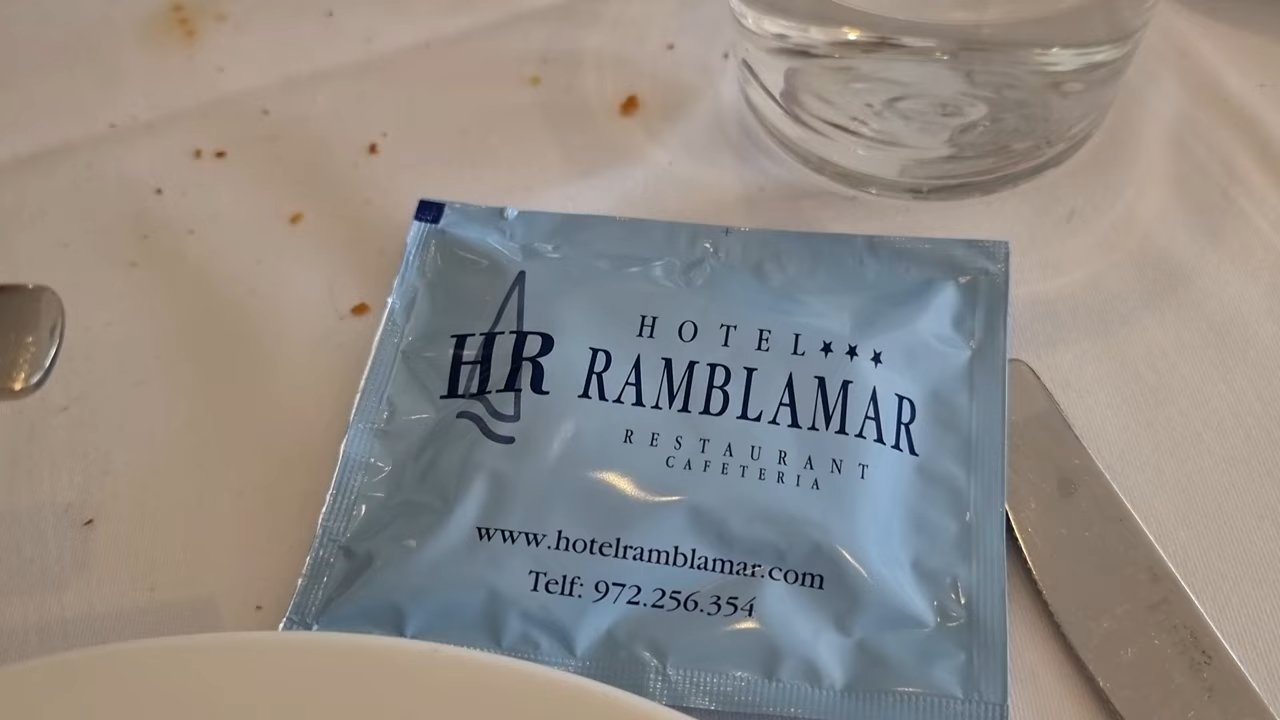 HR
HOTEL★★★
RAMBLAMAR
RESTAURANT
CAFETERIA
www.hotelramblamar.com
Telf: 972.256.354